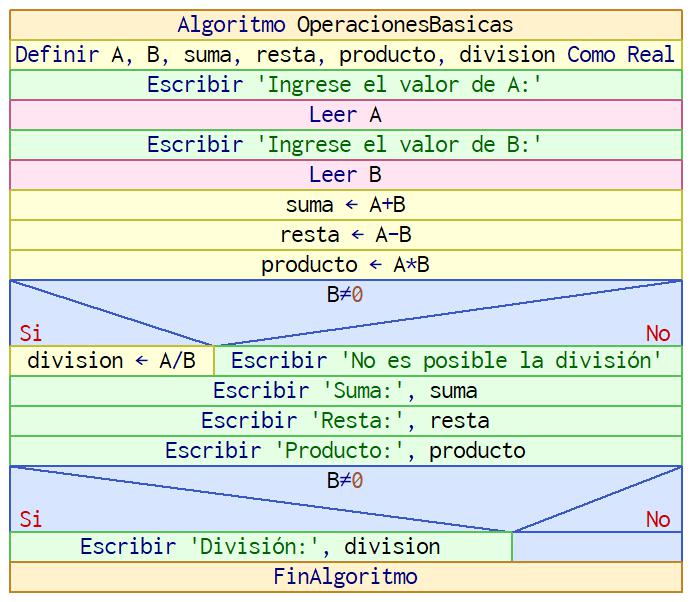 Algoritmo OperacionesBasicas
Definir A, B, suma, resta, producto, division Como Real
Escribir 'Ingrese el valor de A:'
Leer A
Escribir 'Ingrese el valor de B:'
Leer B
suma ← A+B
resta ← A-B
producto ← A*B
B≠0
Si No
division ← A/B Escribir 'No es posible la división'
Escribir 'Suma:', suma
Escribir 'Resta:', resta
Escribir 'Producto:', producto
B≠0
Si No
Escribir 'División:', division
FinAlgoritmo